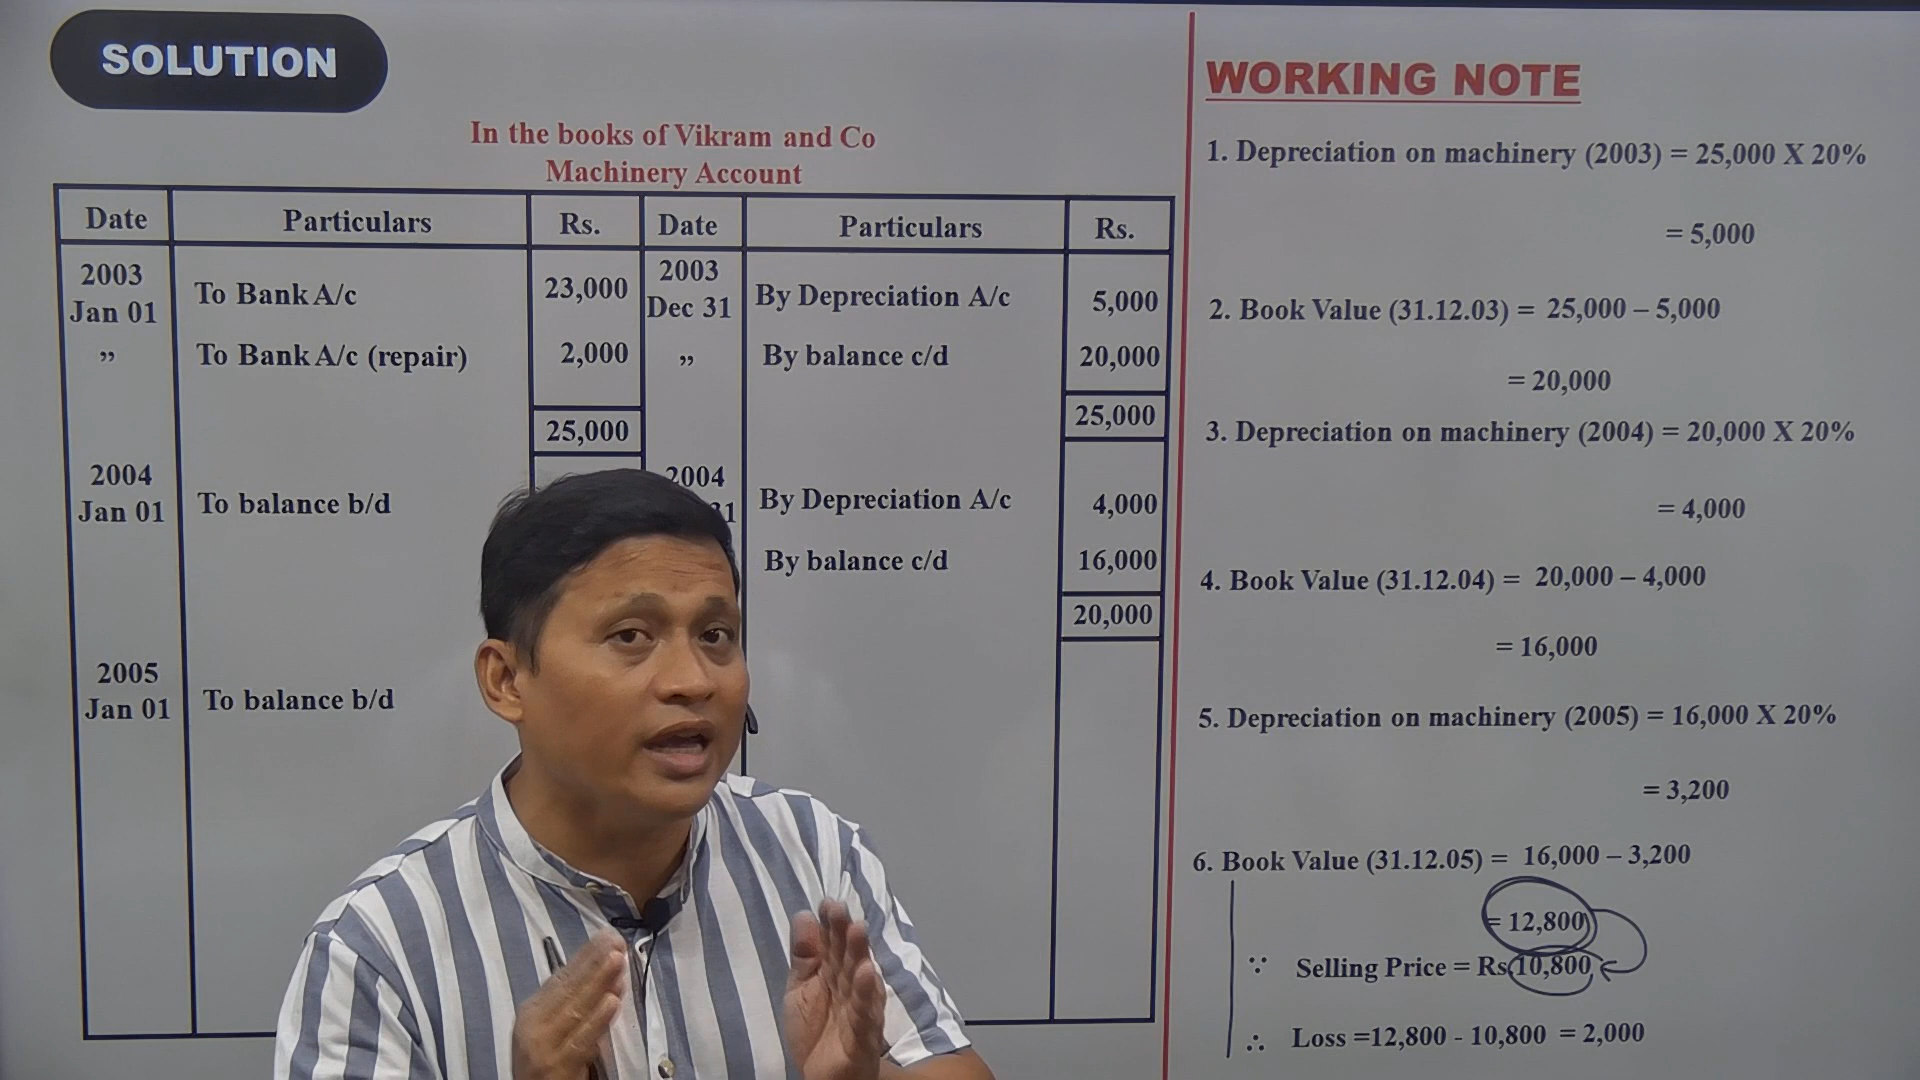 SOLUTION
In the books of Vikram and Co
Machinery Account
Date Particulars Rs. Date Particulars Rs.
2003 2003
Jan 01 To Bank A/c 23,000 Dec 31 By Depreciation A/c 5,000
” To Bank A/c (repair) 2,000 ” By balance c/d 20,000
25,000 25,000
2004 2004
Jan 01 To balance b/d By Depreciation A/c 4,000
By balance c/d 16,000
20,000
2005
Jan 01 To balance b/d
WORKING NOTE
1. Depreciation on machinery (2003) = 25,000 X 20%
= 5,000
2. Book Value (31.12.03) = 25,000 – 5,000
= 20,000
3. Depreciation on machinery (2004) = 20,000 X 20%
= 4,000
4. Book Value (31.12.04) = 20,000 – 4,000
= 16,000
5. Depreciation on machinery (2005) = 16,000 X 20%
= 3,200
6. Book Value (31.12.05) = 16,000 – 3,200
= 12,800
∵ Selling Price = Rs 10,800
∴ Loss =12,800 - 10,800 = 2,000